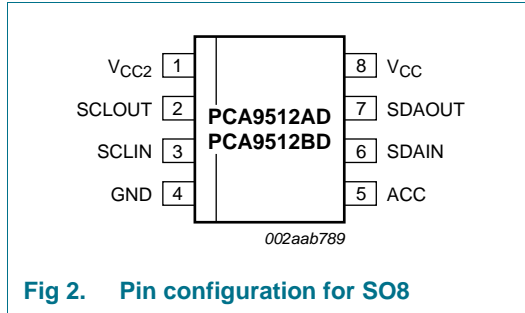 VCC2 1 8 VCC
SCLOUT 2 PCA9512AD 7 SDAOUT
SCLIN 3 PCA9512BD 6 SDAIN
GND 4 5 ACC
002aab789
Fig 2. Pin configuration for SO8